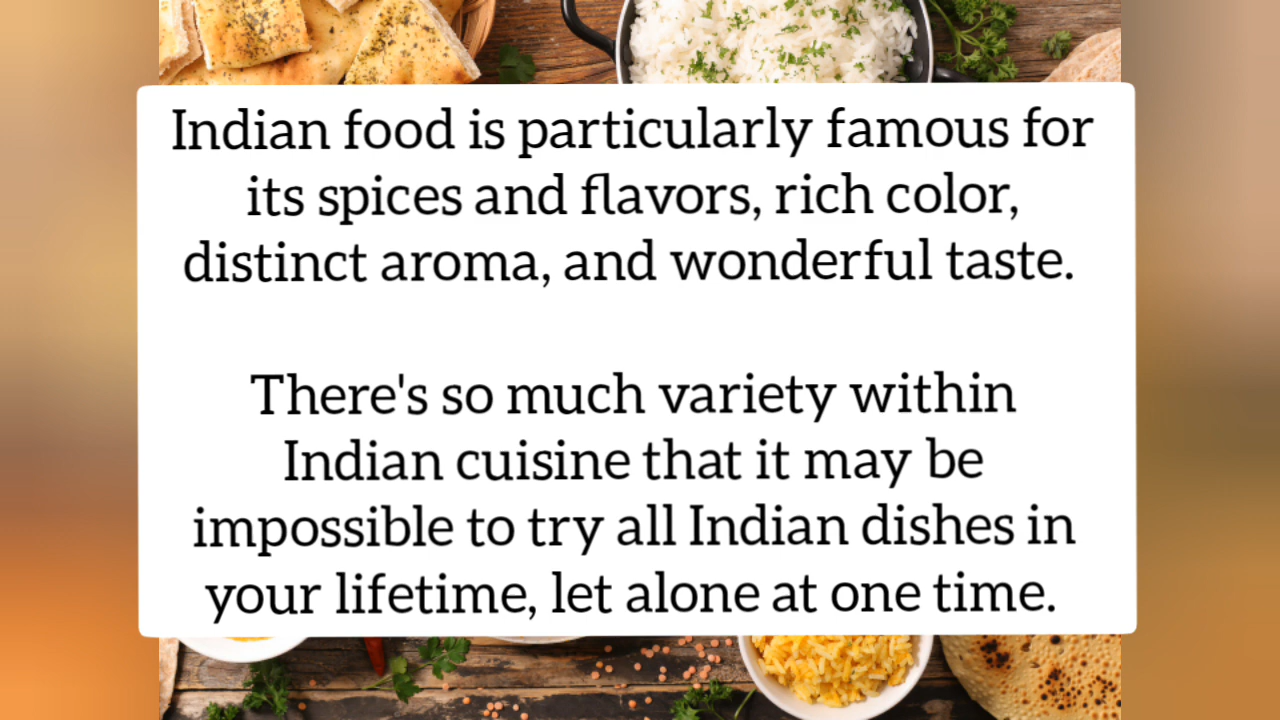 Indian food is particularly famous for
its spices and flavors, rich color,
distinct aroma, and wonderful taste.
There's so much variety within
Indian cuisine that it may be
impossible to try all Indian dishes in
your lifetime, let alone at one time.